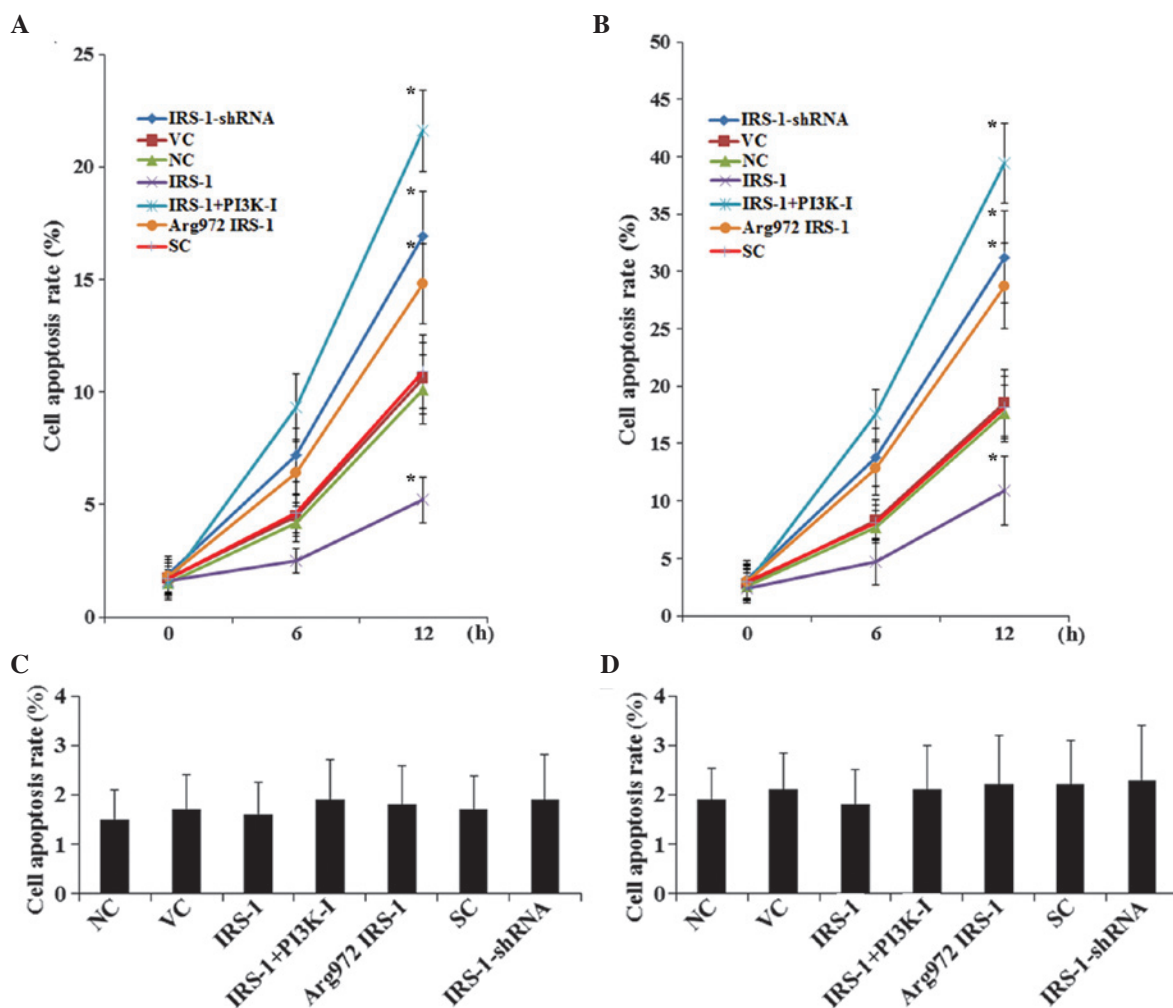 A
Cell apoptosis rate (%)
25
20
15
10
5
0
IRS-1-shRNA
VC
NC
IRS-1
IRS-1+PI3K-I
Arg972 IRS-1
SC
*
*
*
*
0 6 12 (h)
B
Cell apoptosis rate (%)
50
45
40
35
30
25
20
15
10
5
0
IRS-1-shRNA
VC
NC
IRS-1
IRS-1+PI3K-I
Arg972 IRS-1
SC
*
*
*
*
0 6 12 (h)
C
Cell apoptosis rate (%)
4
3
2
1
0
NC
VC
IRS-1
IRS-1+PI3K-I
Arg972 IRS-1
SC
IRS-1-shRNA
D
Cell apoptosis rate (%)
4
3
2
1
0
NC
VC
IRS-1
IRS-1+PI3K-I
Arg972 IRS-1
SC
IRS-1-shRNA